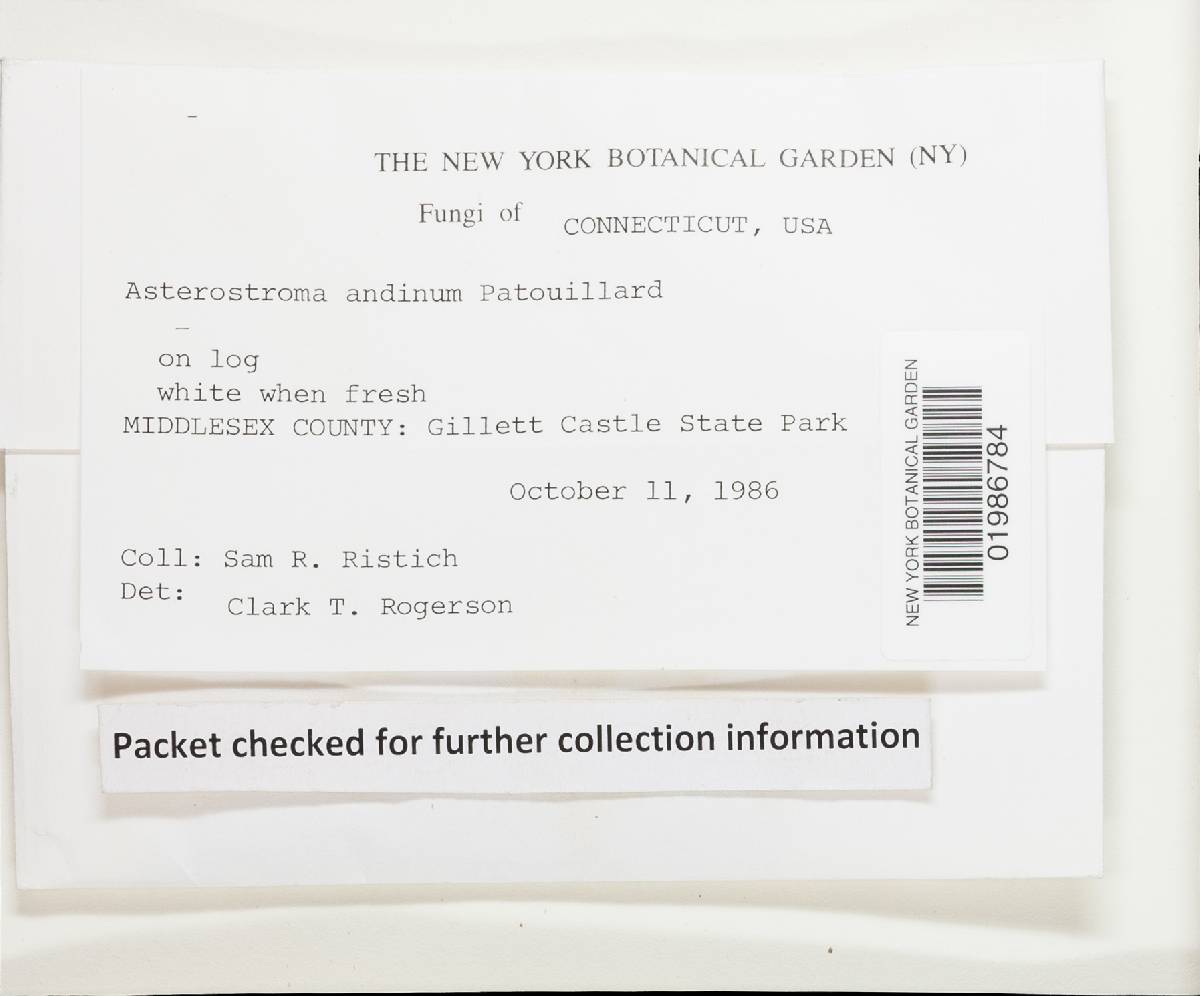 THE NEW YORK BOTANICAL GARDEN (NY)
Fungi of CONNECTICUT, USA
Asterostroma andinum Patouillard
on log
white when fresh
MIDDLESEX COUNTY: Gillett Castle State Park
October 11, 1986
Coll: Sam R. Ristich
Det: Clark T. Rogerson
NEW YORK BOTANICAL GARDEN
01986784
Packet checked for further collection information